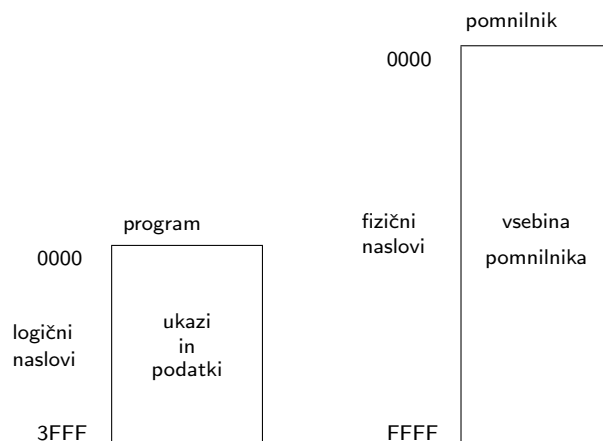 program
0000
logični
naslovi
ukazi
in
podatki
3FFF
pomnilnik
0000
fizični
naslovi
vsebina
pomnilnika
FFFF